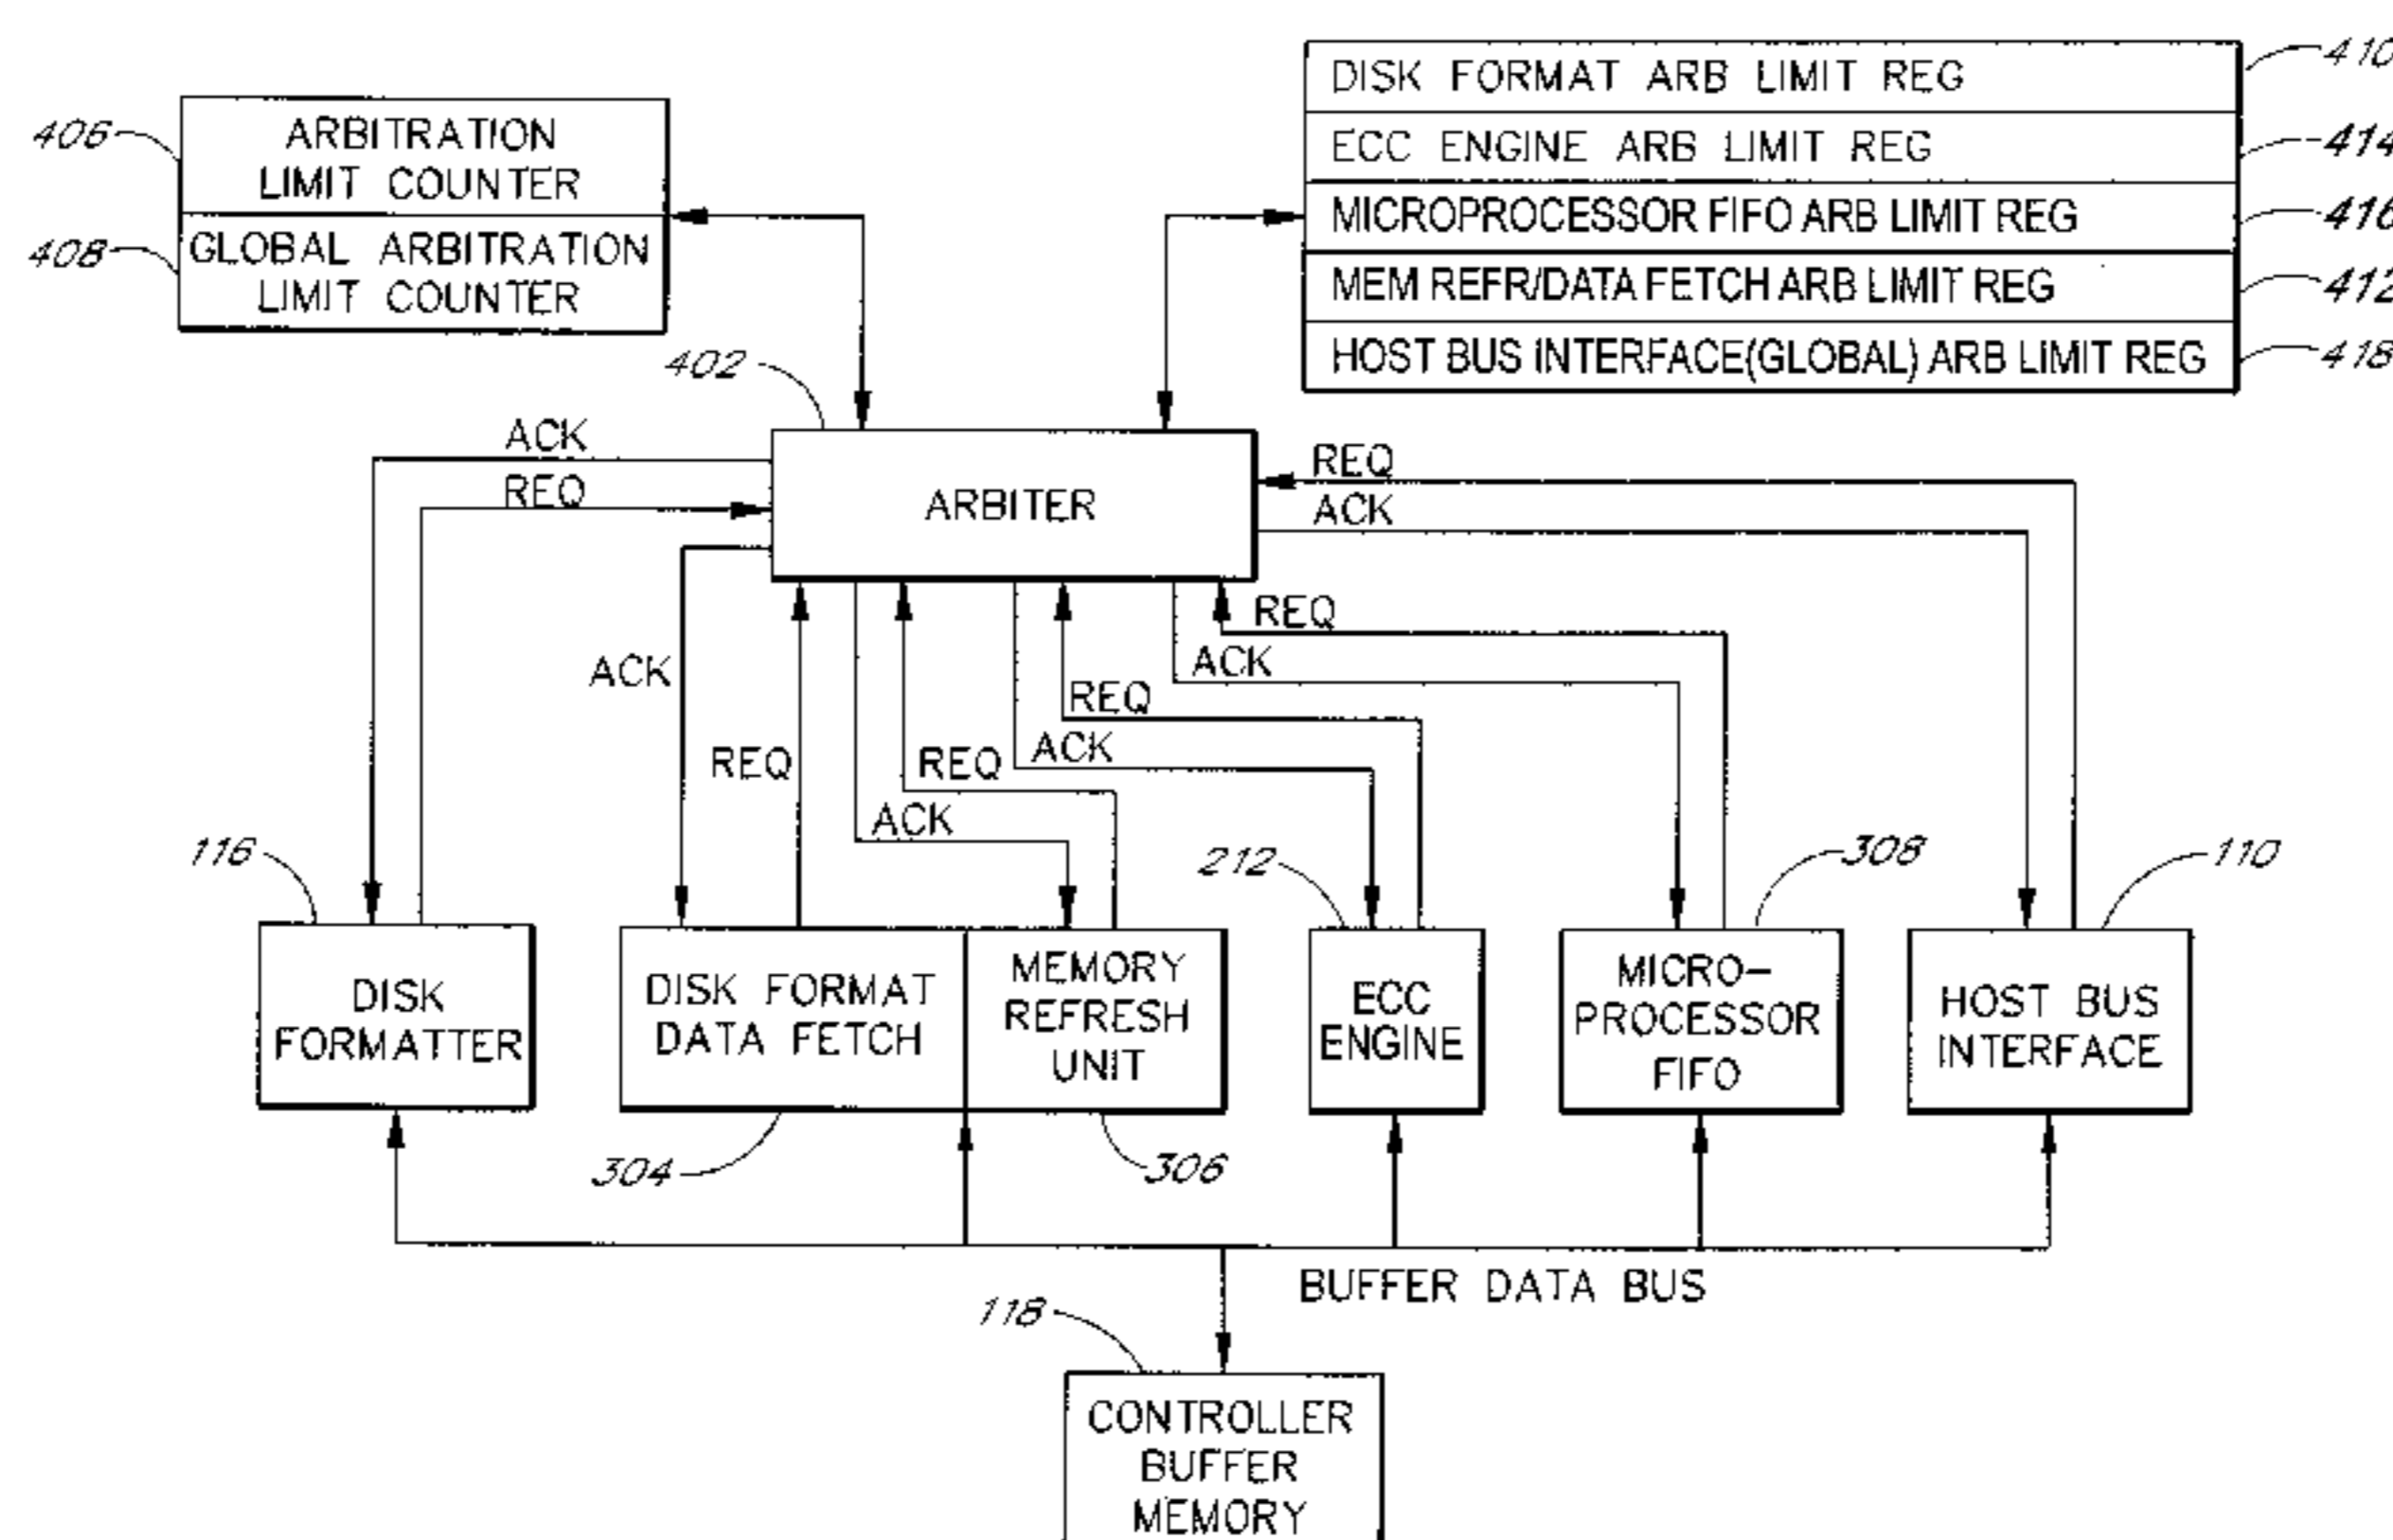 410
DISK FORMAT ARB LIMIT REG
406
ARBITRATION
LIMIT COUNTER
414
ECC ENGINE ARB LIMIT REG
416
MICROPROCESSOR FIFO ARB LIMIT REG
408
GLOBAL ARBITRATION
LIMIT COUNTER
412
MEM REFR/DATA FETCH ARB LIMIT REG
418
HOST BUS INTERFACE(GLOBAL) ARB LIMIT REG
402
ACK
REQ
ARBITER
REQ
ACK
REQ
ACK
ACK
REQ
ACK
REQ
REQ
ACK
116
212
308
110
DISK
FORMATTER
DISK FORMAT
DATA FETCH
MEMORY
REFRESH
UNIT
ECC
ENGINE
MICRO-
PROCESSOR
FIFO
HOST BUS
INTERFACE
304
306
BUFFER DATA BUS
118
CONTROLLER
BUFFER
MEMORY